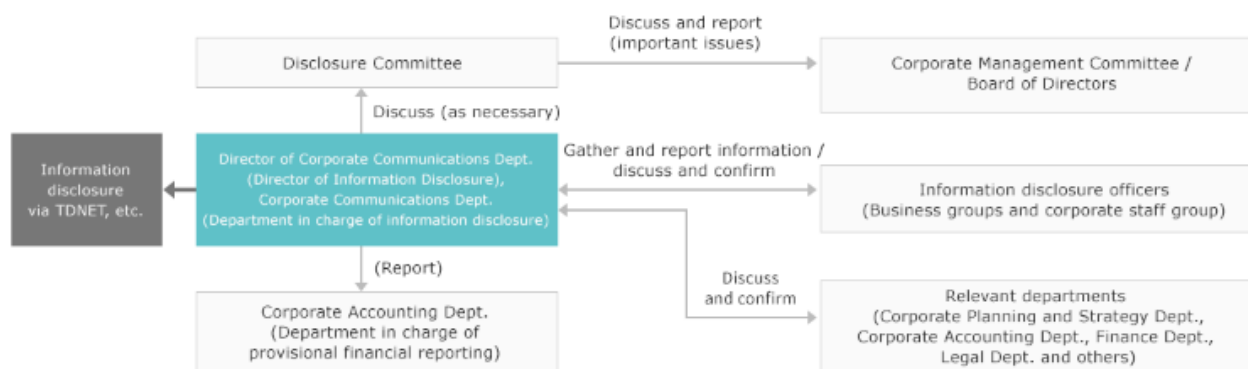 Discuss and report
(important issues)
Disclosure Committee
Corporate Management Committee /
Board of Directors
Discuss (as necessary)
Information
disclosure
via TDNET, etc.
Director of Corporate Communications Dept.
(Director of Information Disclosure),
Corporate Communications Dept.
(Department in charge of information disclosure)
Gather and report information /
discuss and confirm
Information disclosure officers
(Business groups and corporate staff group)
(Report)
Discuss
and confirm
Corporate Accounting Dept.
(Department in charge of
provisional financial reporting)
Relevant departments
(Corporate Planning and Strategy Dept.,
Corporate Accounting Dept., Finance Dept.,
Legal Dept. and others)